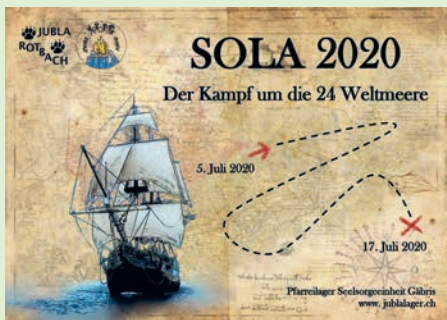 JUBLA
ROTBACH
SOLA 2020
Der Kampf um die 24 Weltmeere
5. Juli 2020
17. Juli 2020
Pfarreilager Seelsorgeeinheit Gäbris
www.jublalager.ch